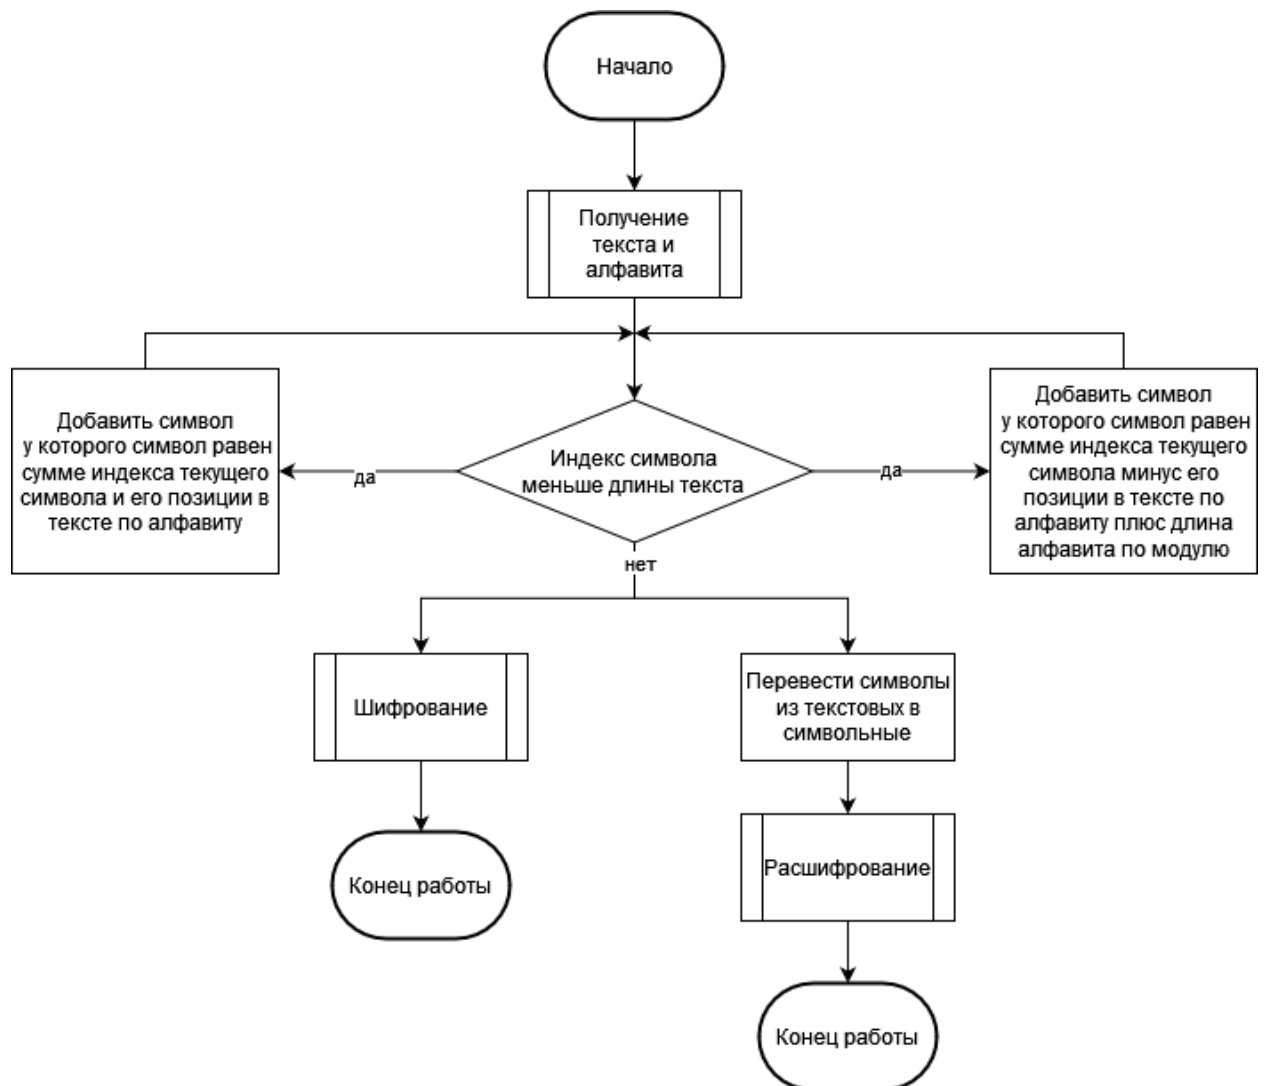 Начало
Получение
текста и
алфавита
Добавить символ
у которого символ равен
сумме индекса текущего
символа и его позиции в
тексте по алфавиту
да
Индекс символа
меньше длины текста
да
Добавить символ
у которого символ равен
сумме индекса текущего
символа минус его
позиции в тексте по
алфавиту плюс длина
алфавита по модулю
нет
Шифрование
Перевести символы
из текстовых в
символьные
Расшифрование
Конец работы
Конец работы